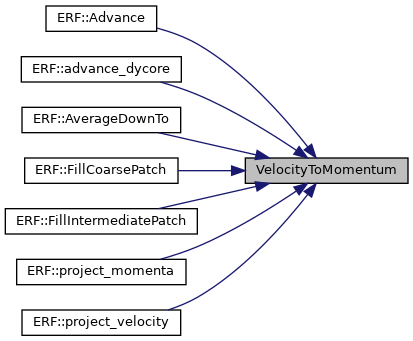 ERF::Advance
ERF::advance_dycore
ERF::AverageDownTo
ERF::FillCoarsePatch
VelocityToMomentum
ERF::FillIntermediatePatch
ERF::project_momenta
ERF::project_velocity